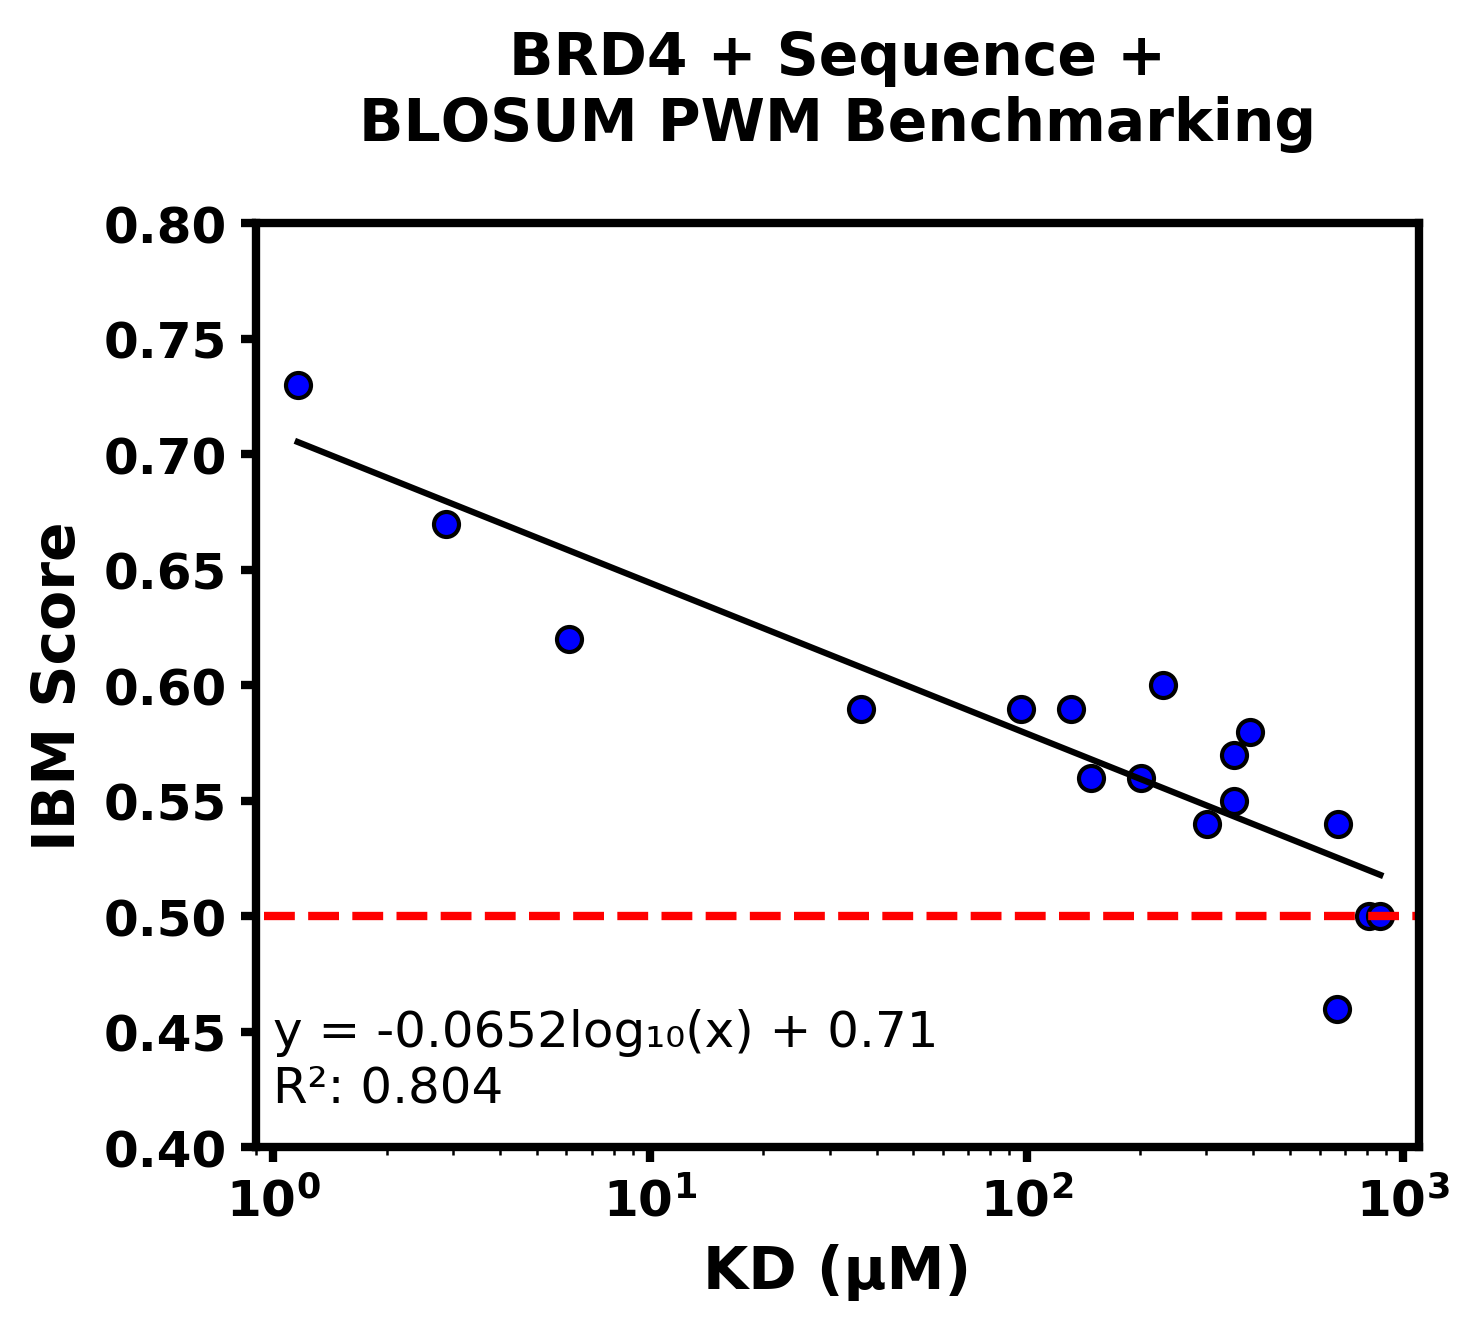 BRD4 + Sequence +
BLOSUM PWM Benchmarking
IBM Score
0.80
0.75
0.70
0.65
0.60
0.55
0.50
0.45
0.40
y = -0.0652log₁₀(x) + 0.71
R²: 0.804
10⁰ 10¹ 10² 10³
KD (μM)